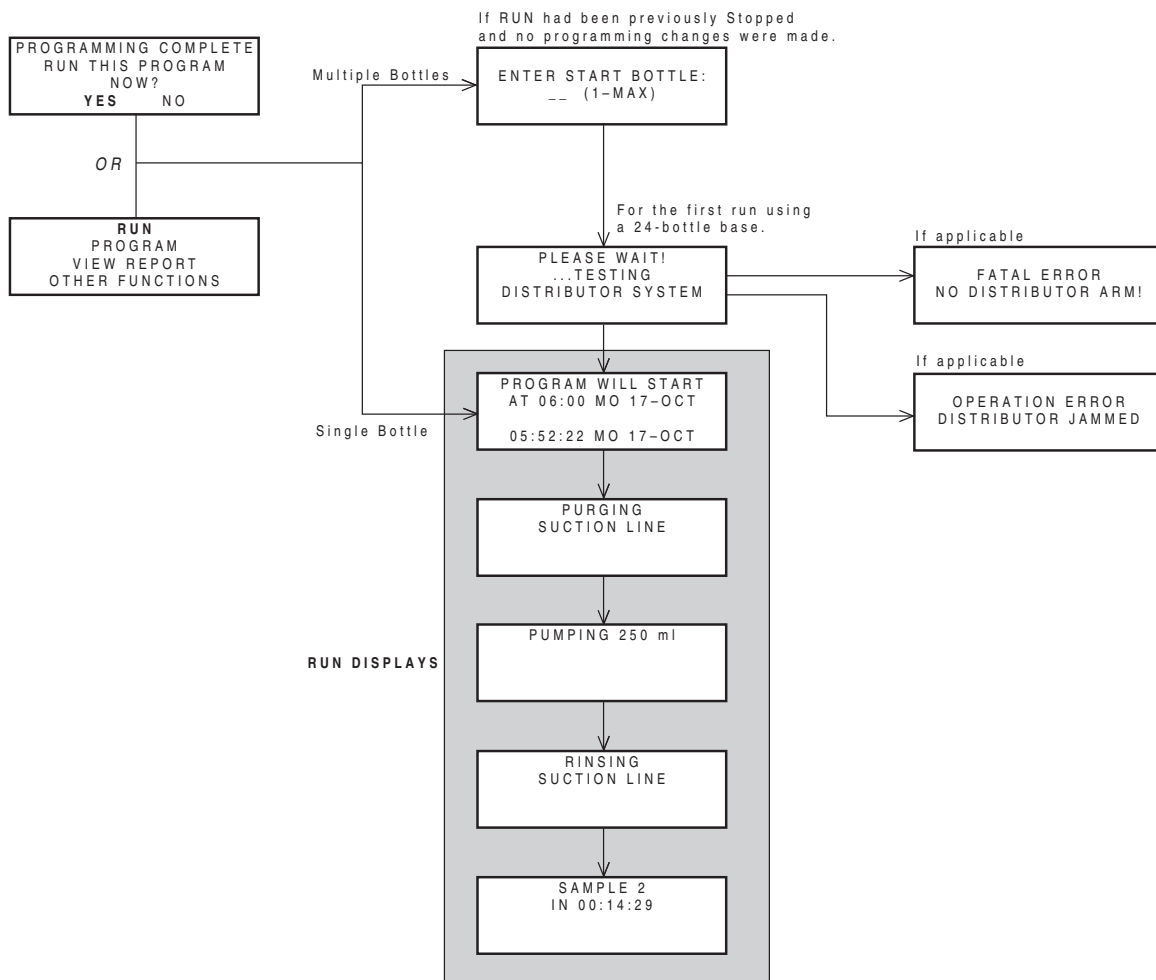 If RUN had been previously Stopped
and no programming changes were made.
PROGRAMMING COMPLETE
RUN THIS PROGRAM
NOW?
YES NO
Multiple Bottles
ENTER START BOTTLE:
__ (1–MAX)
OR
RUN
PROGRAM
VIEW REPORT
OTHER FUNCTIONS
For the first run using
a 24-bottle base.
PLEASE WAIT!
...TESTING
DISTRIBUTOR SYSTEM
If applicable
FATAL ERROR
NO DISTRIBUTOR ARM!
If applicable
OPERATION ERROR
DISTRIBUTOR JAMMED
Single Bottle
PROGRAM WILL START
AT 06:00 MO 17–OCT
05:52:22 MO 17–OCT
PURGING
SUCTION LINE
RUN DISPLAYS
PUMPING 250 ml
RINSING
SUCTION LINE
SAMPLE 2
IN 00:14:29